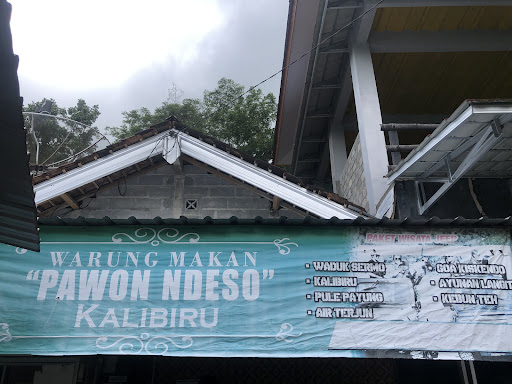 WARUNG MAKAN
"PAWON NDESO"
KALIBIRU
PAKET WISATA JEEP
• WADUK SERMO
• KALIBIRU
• PULE PAYUNG
• AIR TERJUN
• GOA KISKENDO
• AYUNAN LANGIT
• KEBUN TEH